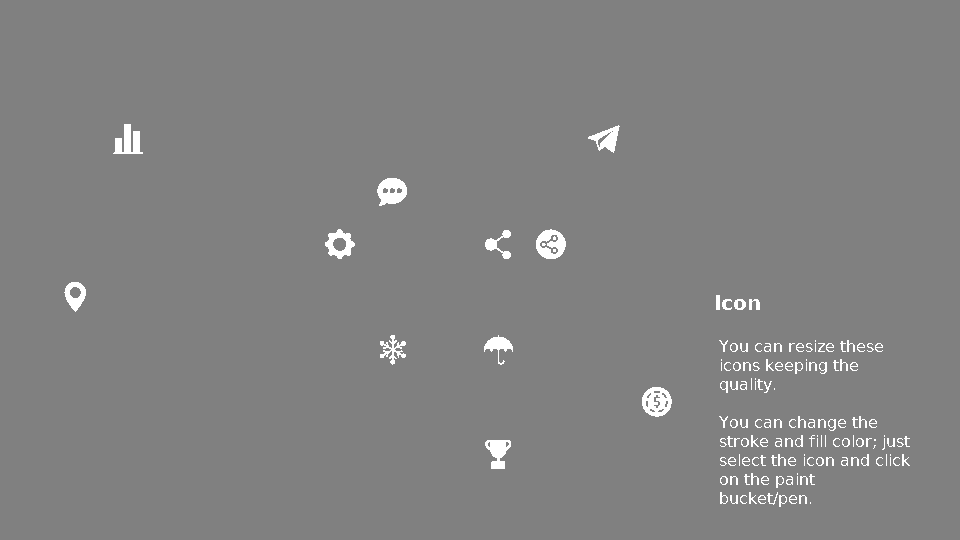 Icon
You can resize these
icons keeping the
quality.
You can change the
stroke and fill color; just
select the icon and click
on the paint
bucket/pen.
5